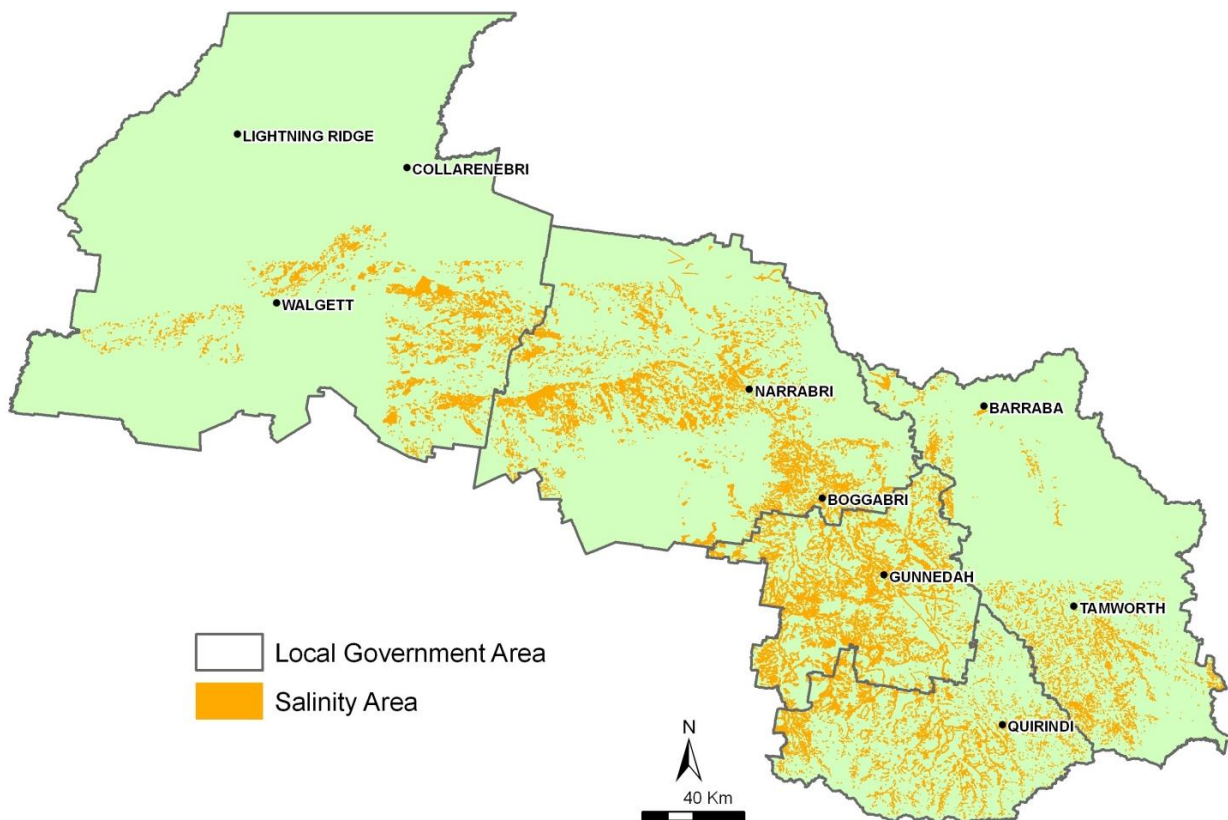 LIGHTNING RIDGE
COLLARENEBRI
WALGETT
NARRABRI
BARRABA
BOGGABRI
GUNNEDAH
TAMWORTH
Local Government Area
Salinity Area
QUIRINDI
N
40 Km